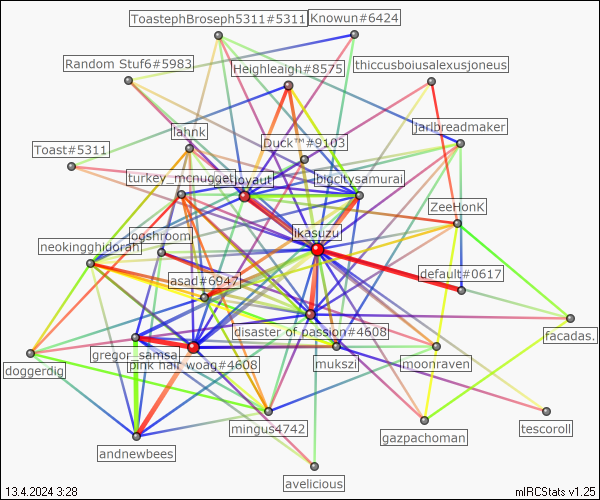 ToastephBroseph5311#5311
Knowun#6424
Random Stuf6#5983
Heighleaigh#8575
thiccusboiusalexusjoneus
jarlbreadmaker
lahnk
Duck™#9103
Toast#5311
turkey_mcnugget
oyaut
bigcitysamurai
ZeeHonK
ikasuzu
ogshroom
neokingghidorah
asad#6947
default#0617
disaster of passion#4608
facadas.
gregor_samsa
pink hair woag#4608
mukszi
moonraven
doggerdig
mingus4742
gazpachoman
tescoroll
andnewbees
avelicious
13.4.2024 3:28
mIRCStats v1.25